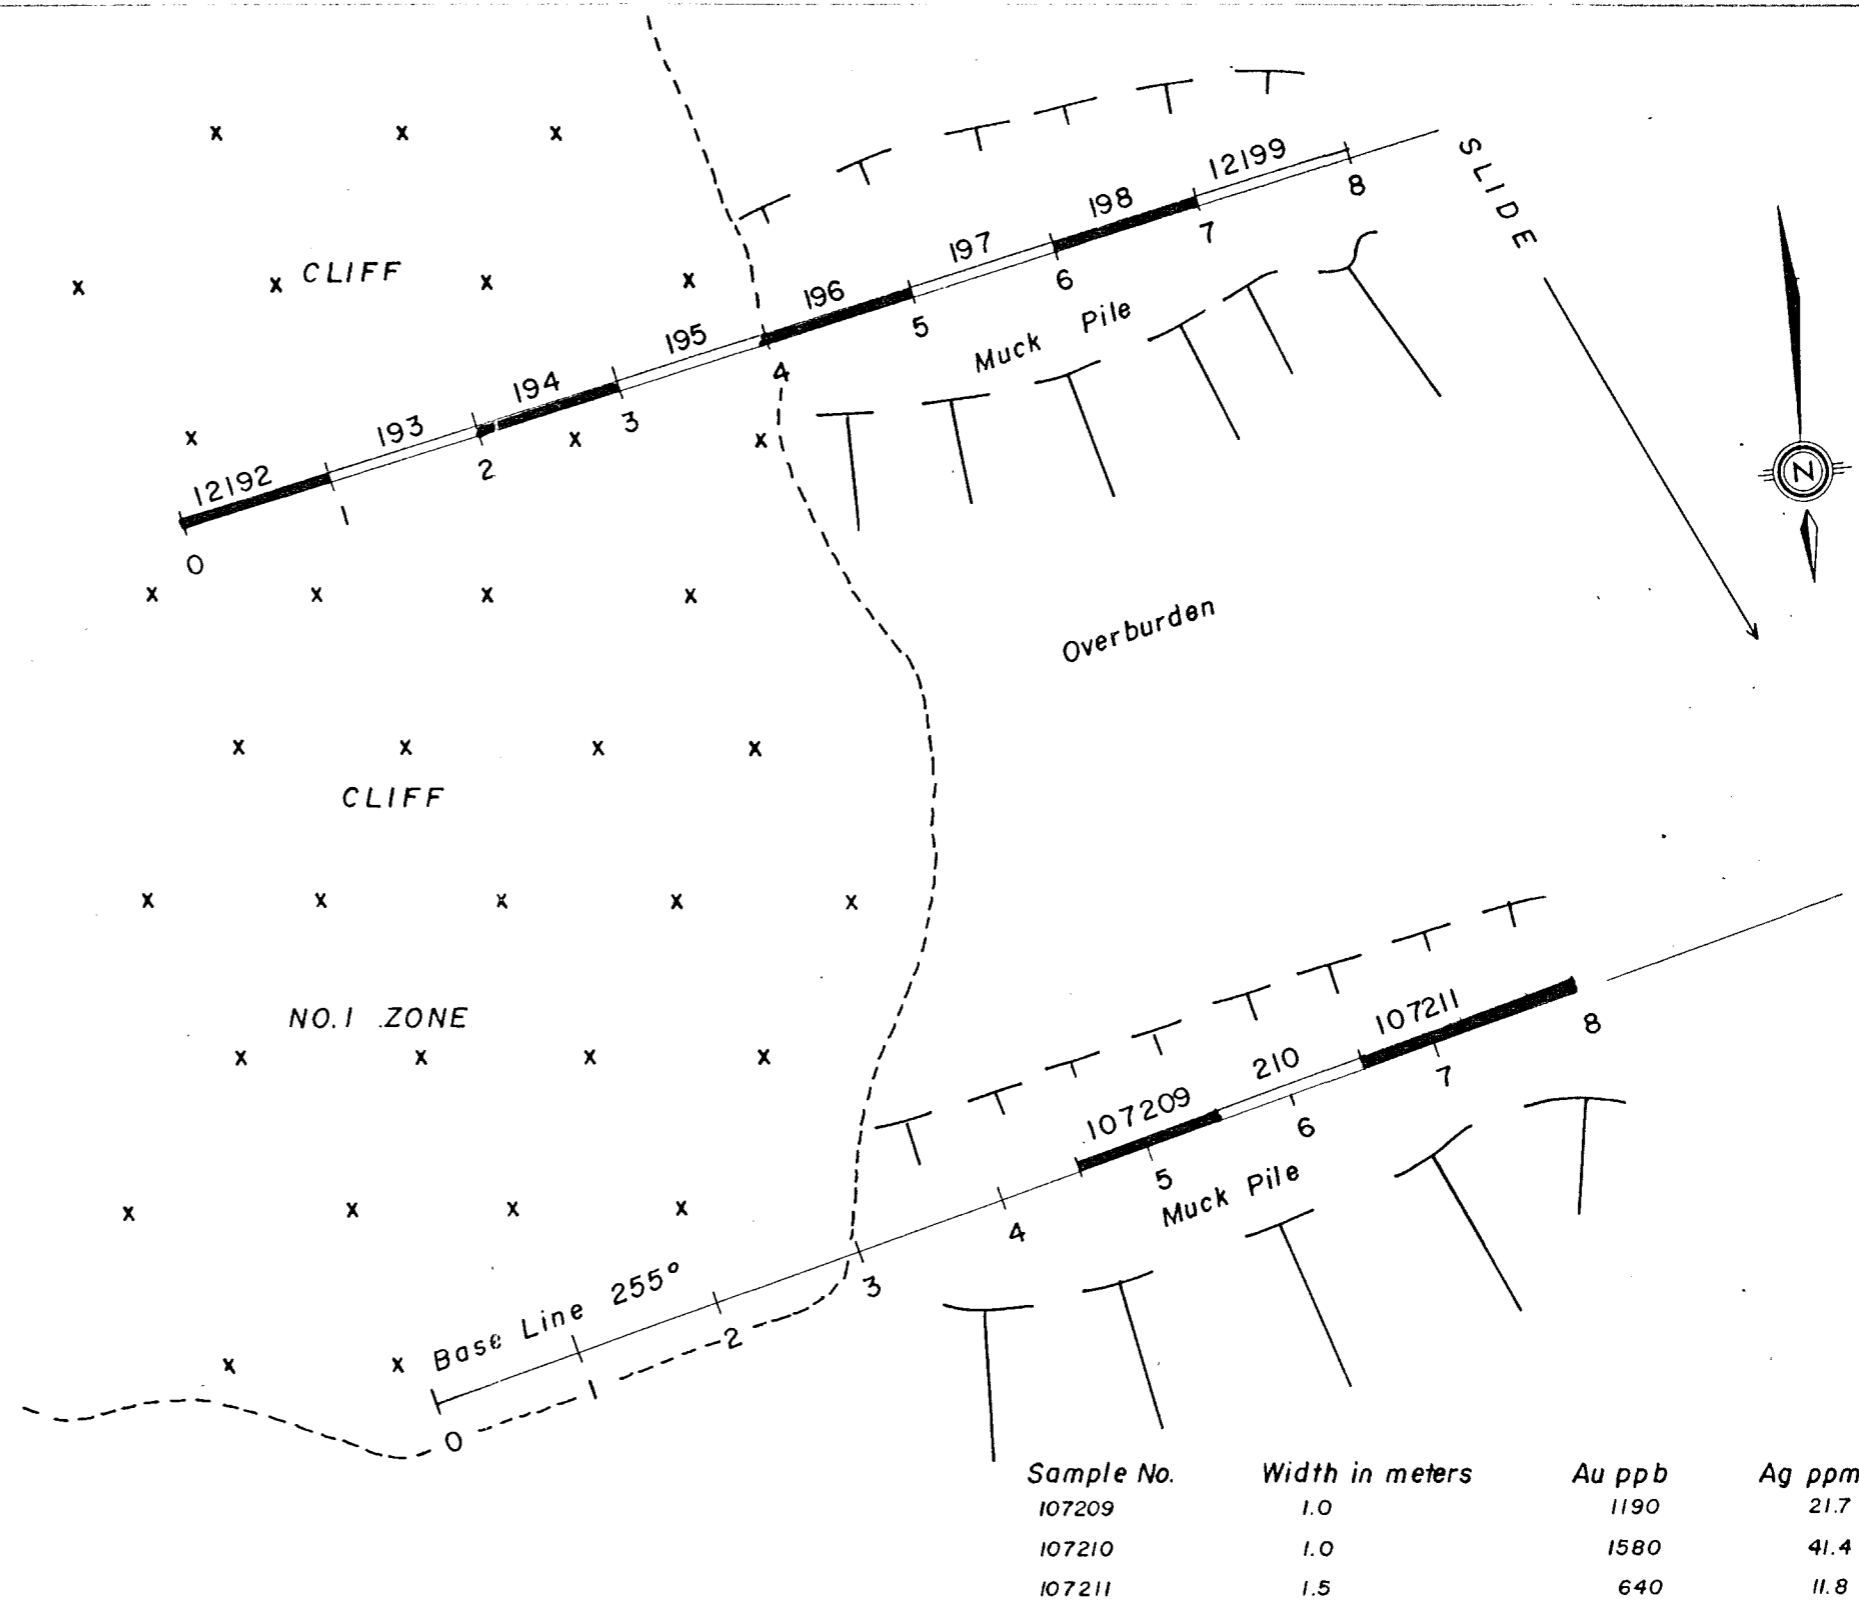 CLIFF
SLIDE
12192
193
194
195
196
197
198
12199
0
1
2
3
4
5
6
7
8
Muck Pile
N
Overburden
CLIFF
NO.1 ZONE
107209
210
107211
Base Line 255°
0
1
2
3
4
5
6
7
8
Muck Pile
Sample No. Width in meters Au ppb Ag ppm
107209 1.0 1190 21.7
107210 1.0 1580 41.4
107211 1.5 640 11.8